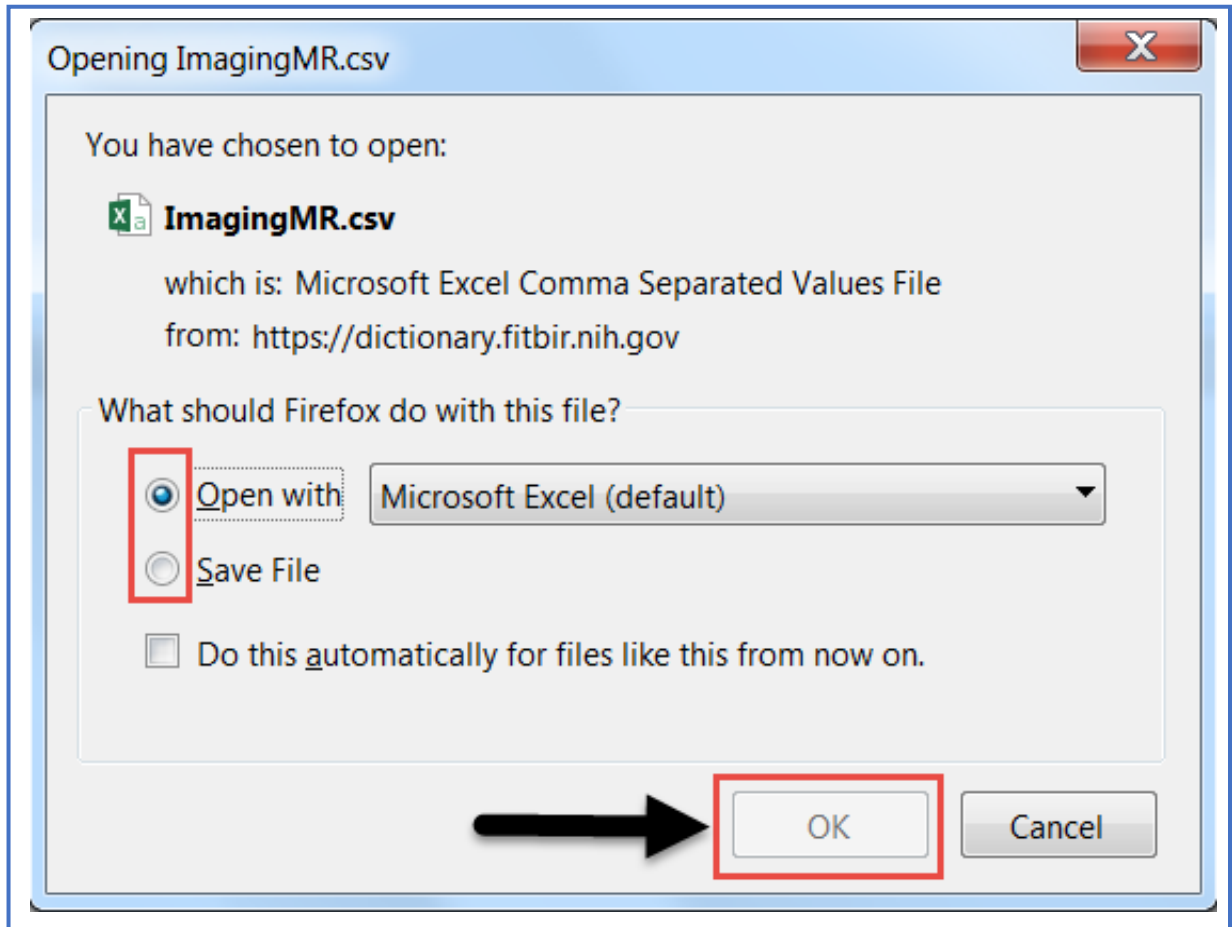 Opening ImagingMR.csv
You have chosen to open:
ImagingMR.csv
which is: Microsoft Excel Comma Separated Values File
from: https://dictionary.fitbir.nih.gov
What should Firefox do with this file?
Open with Microsoft Excel (default)
Save File
Do this automatically for files like this from now on.
OK Cancel